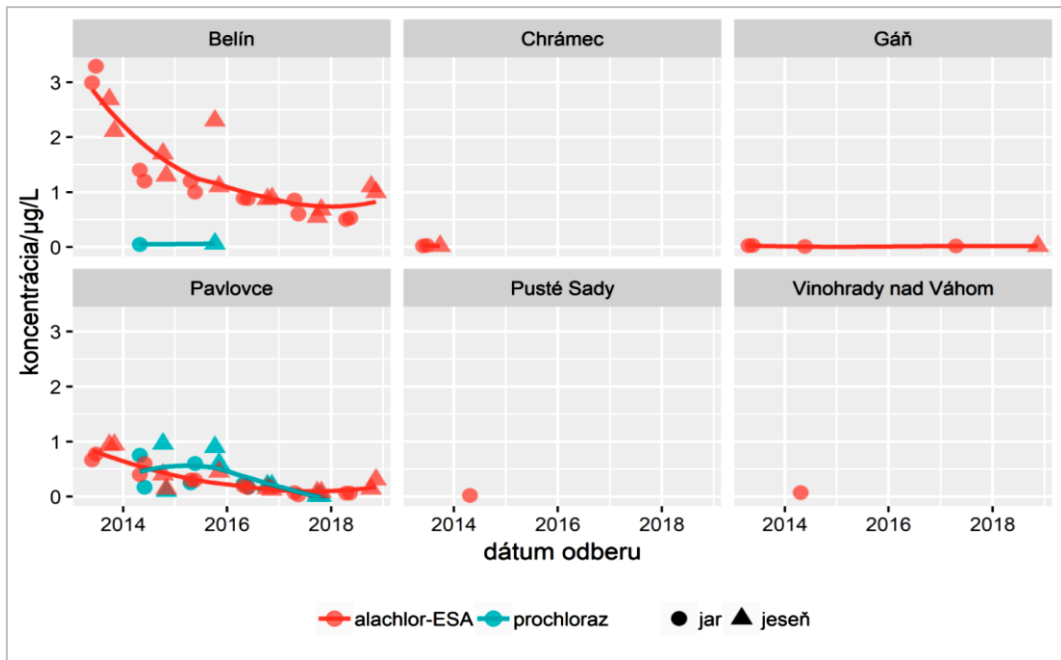 Belín Chrámec Gáň
3
2
1
0
Pavlovce Pusté Sady Vinohrady nad Váhom
3
2
1
0
koncentrácia/µg/L
2014 2016 2018 2014 2016 2018 2014 2016 2018
dátum odberu
alachlor-ESA prochloraz jar jeseň